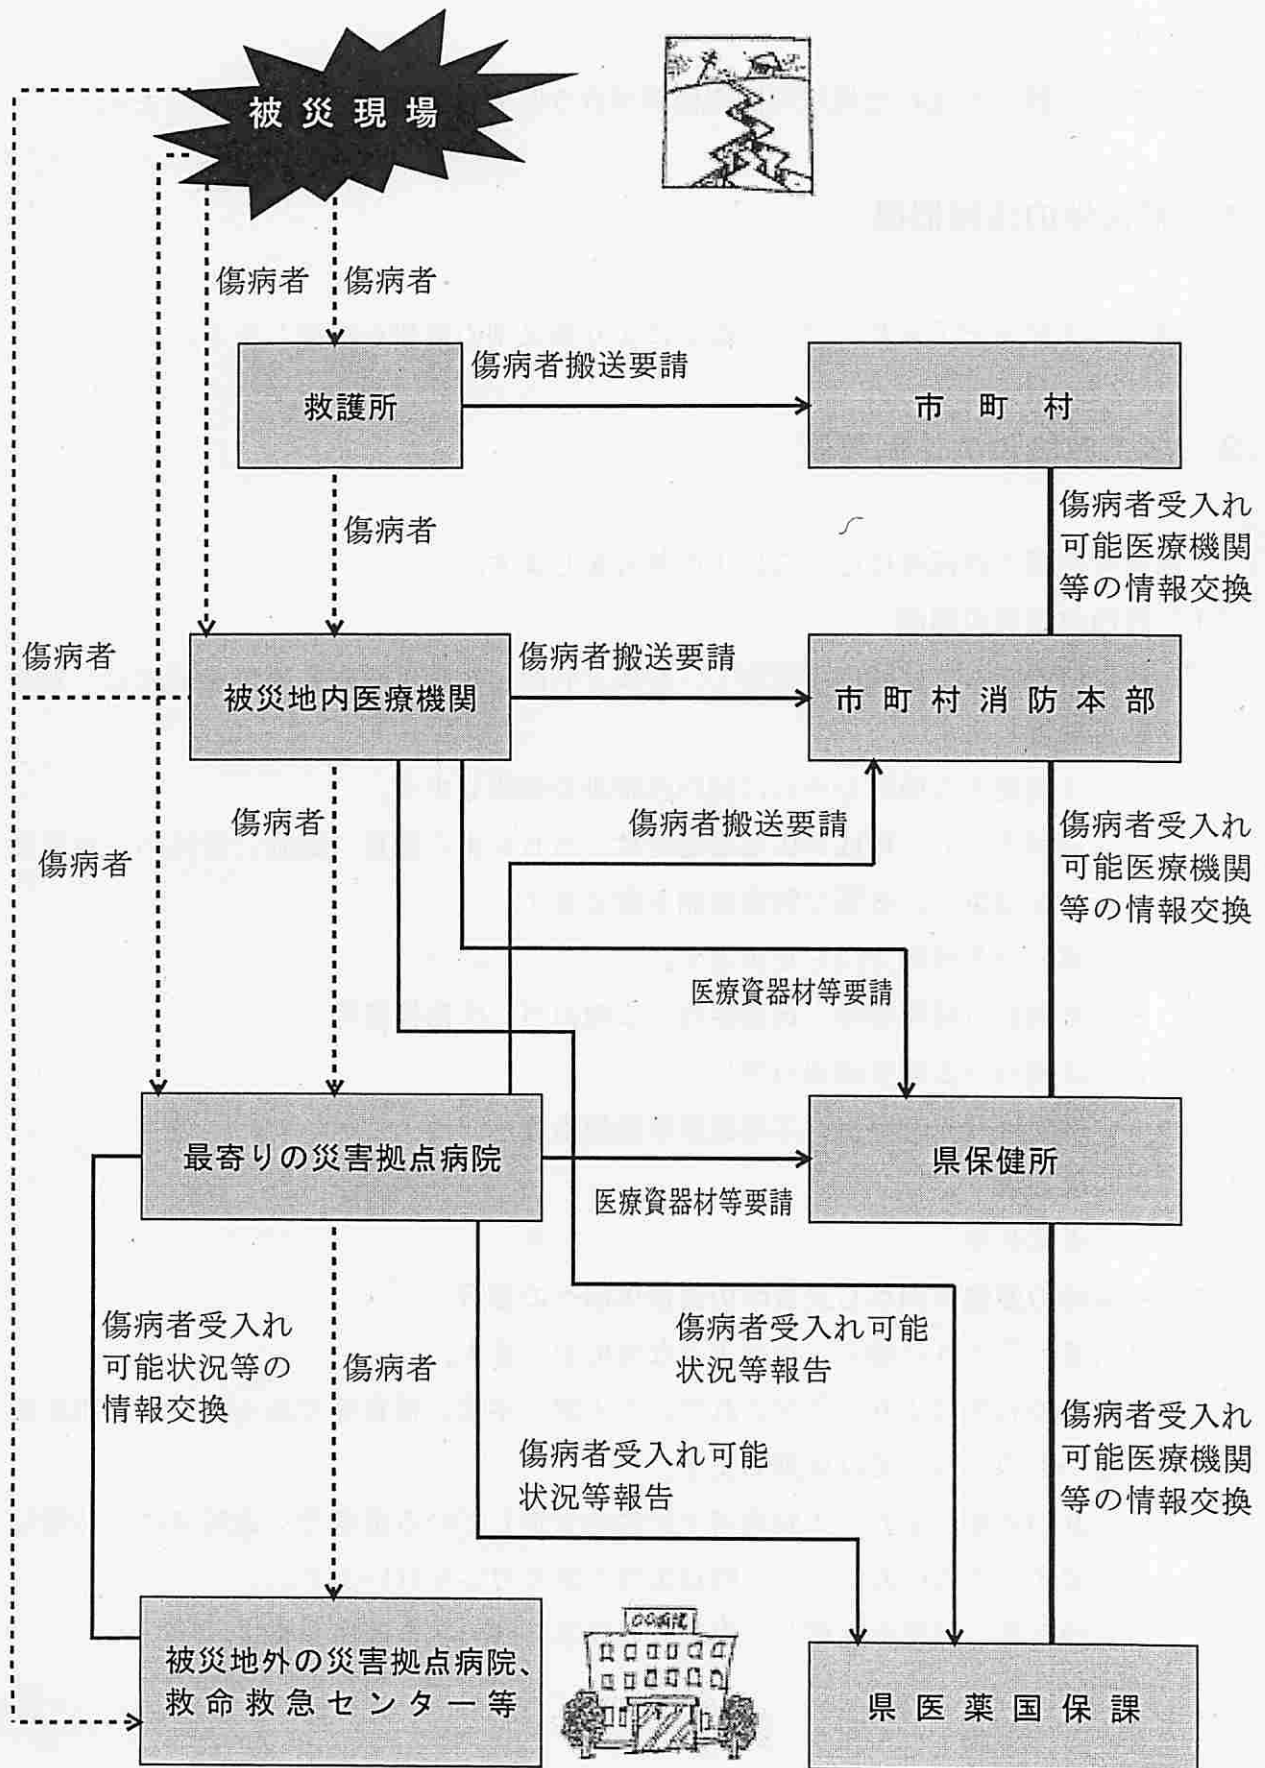 被災現場
傷病者
傷病者
傷病者搬送要請
救護所
市町村
傷病者
傷病者受入れ
可能医療機関
等の情報交換
傷病者
傷病者搬送要請
被災地内医療機関
市町村消防本部
傷病者
傷病者
傷病者搬送要請
傷病者受入れ
可能医療機関
等の情報交換
医療資器材等要請
最寄りの災害拠点病院
県保健所
医療資器材等要請
傷病者受入れ
可能状況等の
情報交換
傷病者
傷病者受入れ可能
状況等報告
傷病者受入れ可能
状況等報告
傷病者受入れ
可能医療機関
等の情報交換
〇〇病院
被災地外の災害拠点病院、
救命救急センター等
県医薬国保課